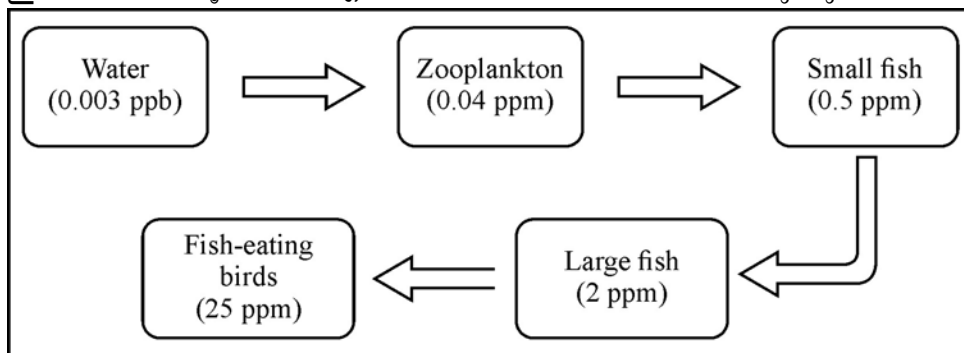 Water
(0.003 ppb)
Zooplankton
(0.04 ppm)
Small fish
(0.5 ppm)
Large fish
(2 ppm)
Fish-eating
birds
(25 ppm)